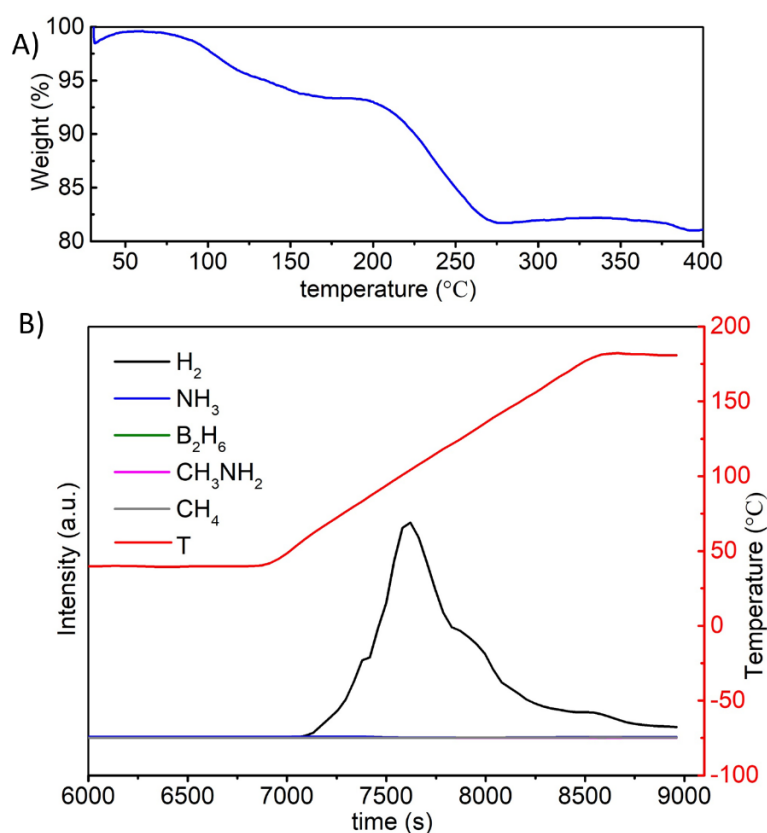 A)
Weight (%)
100
95
90
85
80
50 100 150 200 250 300 350 400
temperature (°C)
B)
H2
NH3
B2H6
CH3NH2
CH4
T
Intensity (a.u.)
Temperature (°C)
200
150
100
50
0
-50
-100
6000 6500 7000 7500 8000 8500 9000
time (s)